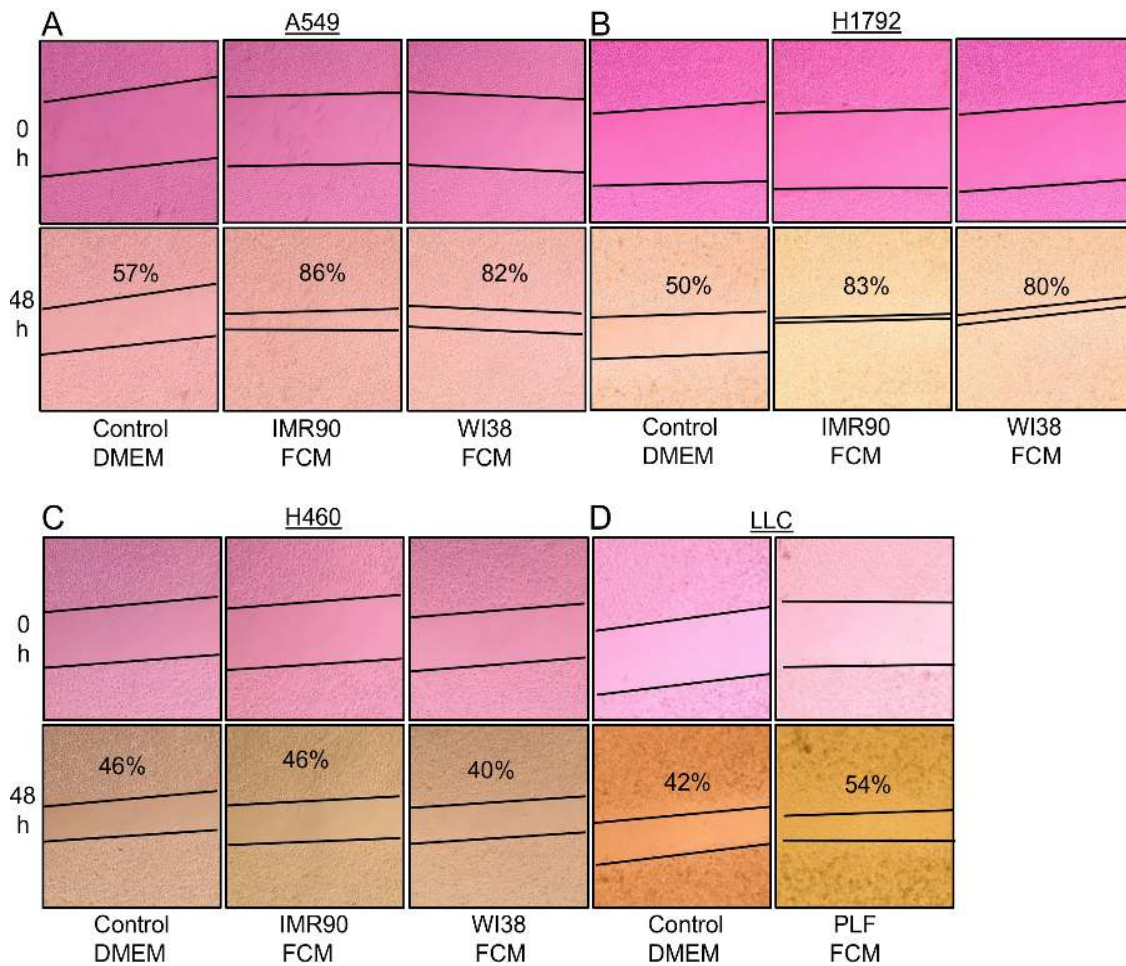 A
A549
B
H1792
0
h
57%
86%
82%
50%
83%
80%
48
h
Control
DMEM
IMR90
FCM
WI38
FCM
Control
DMEM
IMR90
FCM
WI38
FCM
C
H460
D
LLC
0
h
46%
46%
40%
42%
54%
48
h
Control
DMEM
IMR90
FCM
WI38
FCM
Control
DMEM
PLF
FCM